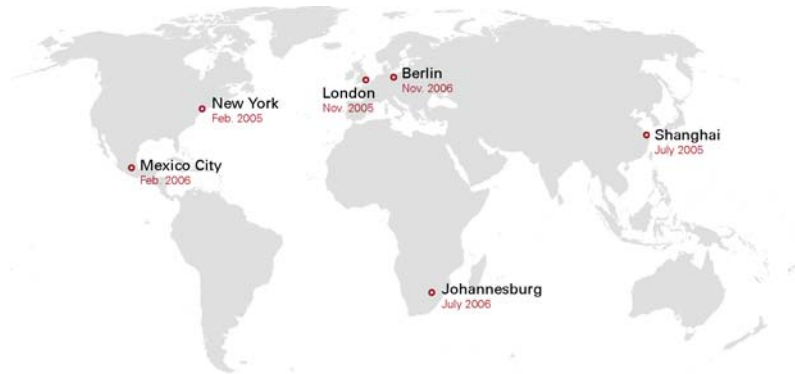 Berlin
Nov. 2006
London
Nov. 2005
New York
Feb. 2005
Shanghai
July 2005
Mexico City
Feb. 2006
Johannesburg
July 2006